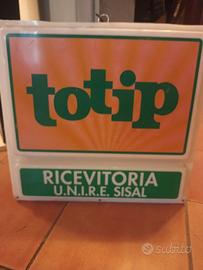 totip
RICEVITORIA
U.N.I.R.E. SISAL
subito